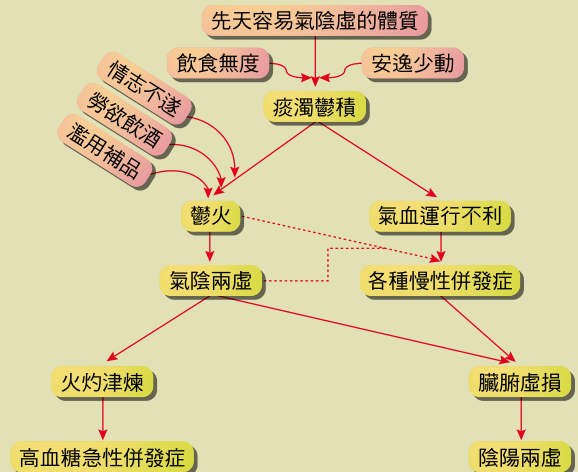 先天容易氣陰虛的體質
飲食無度
安逸少動
情志不遂
勞欲飲酒
濫用補品
痰濁鬱積
鬱火
氣血運行不利
氣陰兩虛
各種慢性併發症
火灼津煉
臟腑虛損
高血糖急性併發症
陰陽兩虛